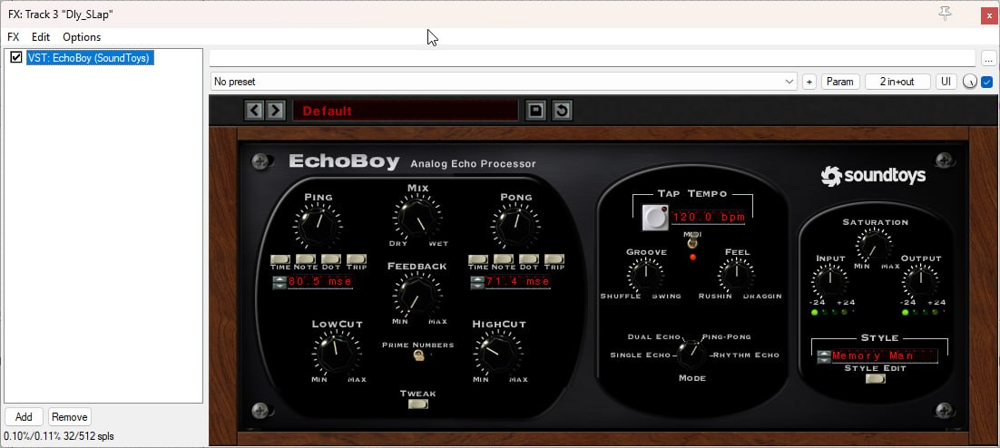 FX: Track 3 "Dly_SLap"
x
FX Edit Options
VST: EchoBoy (SoundToys)
...
No preset
+ Param 2 in+out UI
Default
EchoBoy Analog Echo Processor
soundtoys
PING MIX PONG
DRY WET
TIME NOTE DOT TRIP
TIME NOTE DOT TRIP
80.5 mse
71.4 mse
FEEDBACK
MIN MAX
LOWCUT HIGHCUT
PRIME NUMBERS
MIN MAX
MIN MAX
TWEAK
TAP TEMPO
120.0 bpm
MIDI
GROOVE FEEL
SHUFFLE SWING RUSHIN DRAGGIN
DUAL ECHO PING-PONG
SINGLE ECHO RHYTHM ECHO
MODE
SATURATION
MIN MAX
INPUT OUTPUT
-24 +24 -24 +24
STYLE
Memory Man
STYLE EDIT
Add Remove
0.10%/0.11% 32/512 spls